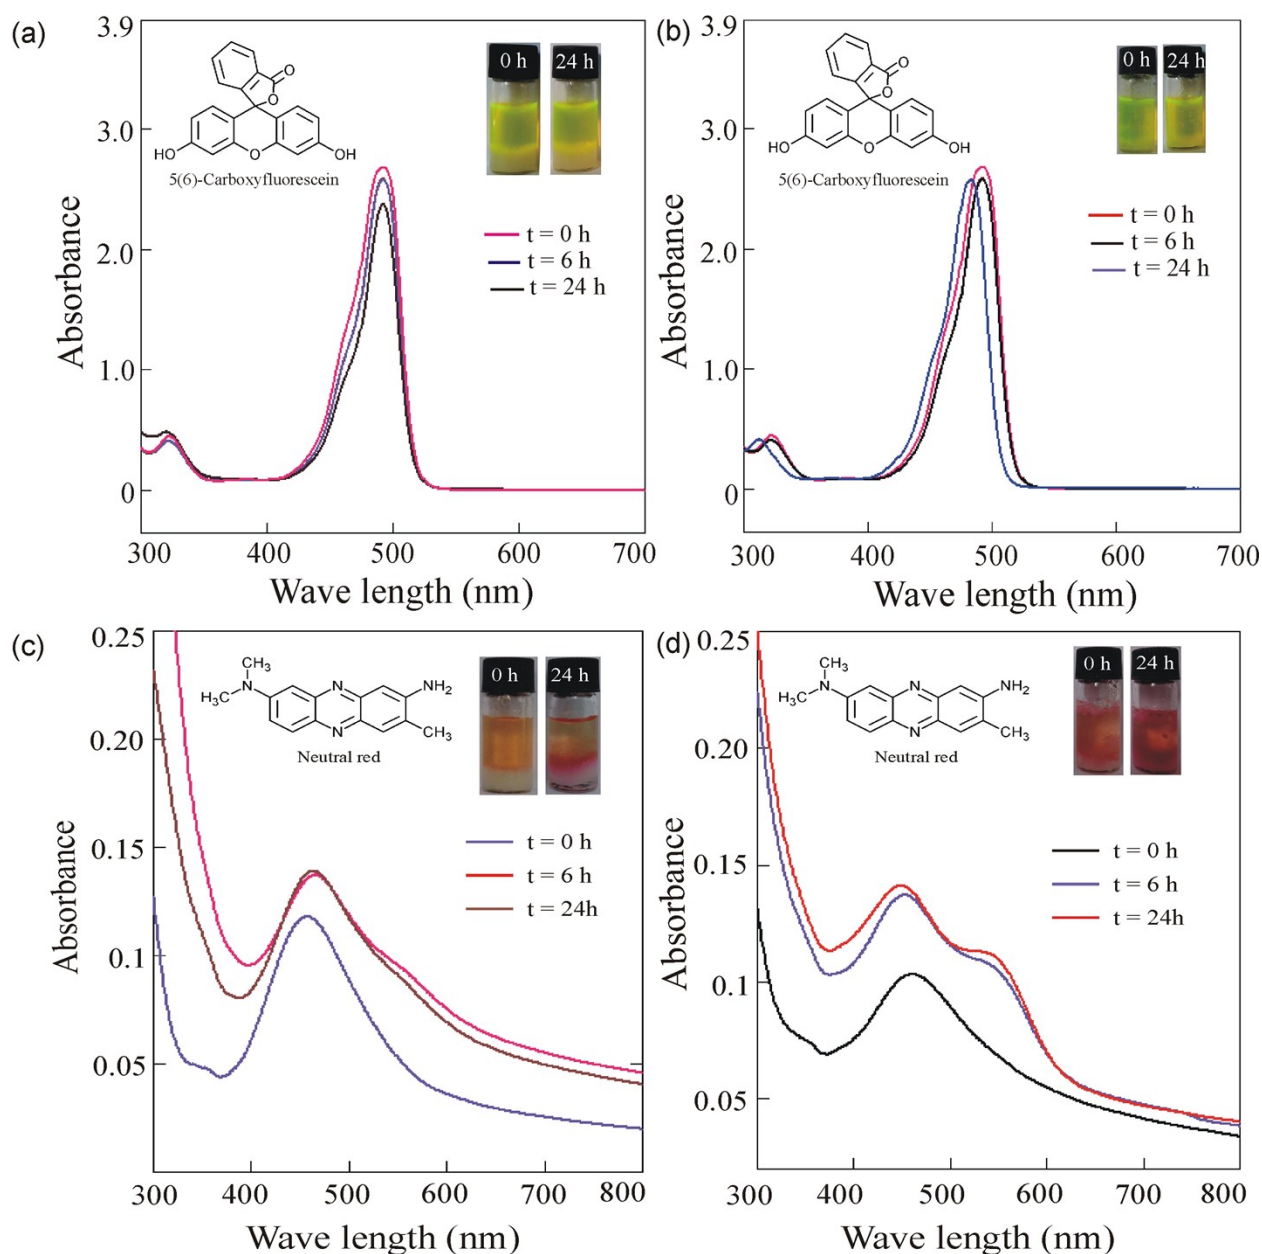 (a)
3.9
3.0
2.0
1.0
0
Absorbance
O
O
HO
O
OH
5(6)-Carboxyfluorescein
0 h
24 h
t = 0 h
t = 6 h
t = 24 h
300
400
500
600
700
Wave length (nm)
(b)
3.9
3.0
2.0
1.0
0
Absorbance
O
O
HO
O
OH
5(6)-Carboxyfluorescein
0 h
24 h
t = 0 h
t = 6 h
t = 24 h
300
400
500
600
700
Wave length (nm)
(c)
0.25
0.20
0.15
0.1
0.05
Absorbance
CH3
H3C
N
N
N
NH2
CH3
Neutral red
0 h
24 h
t = 0 h
t = 6 h
t = 24h
300
400
500
600
700
800
Wave length (nm)
(d)
0.25
0.20
0.15
0.1
0.05
Absorbance
CH3
H3C
N
N
N
NH2
CH3
Neutral red
0 h
24 h
t = 0 h
t = 6 h
t = 24h
300
400
500
600
700
800
Wave length (nm)